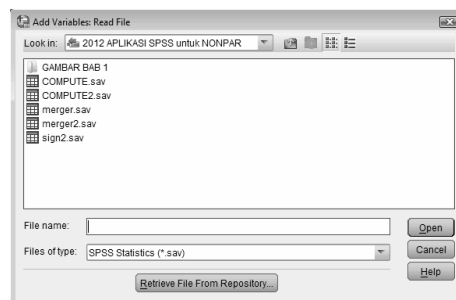 Add Variables: Read File
Look in: 2012 APLIKASI SPSS untuk NONPAR
GAMBAR BAB 1
COMPUTE.sav
COMPUTE2.sav
merger.sav
merger2.sav
sign2.sav
File name:
Open
Files of type: SPSS Statistics (*.sav)
Cancel
Retrieve File From Repository...
Help